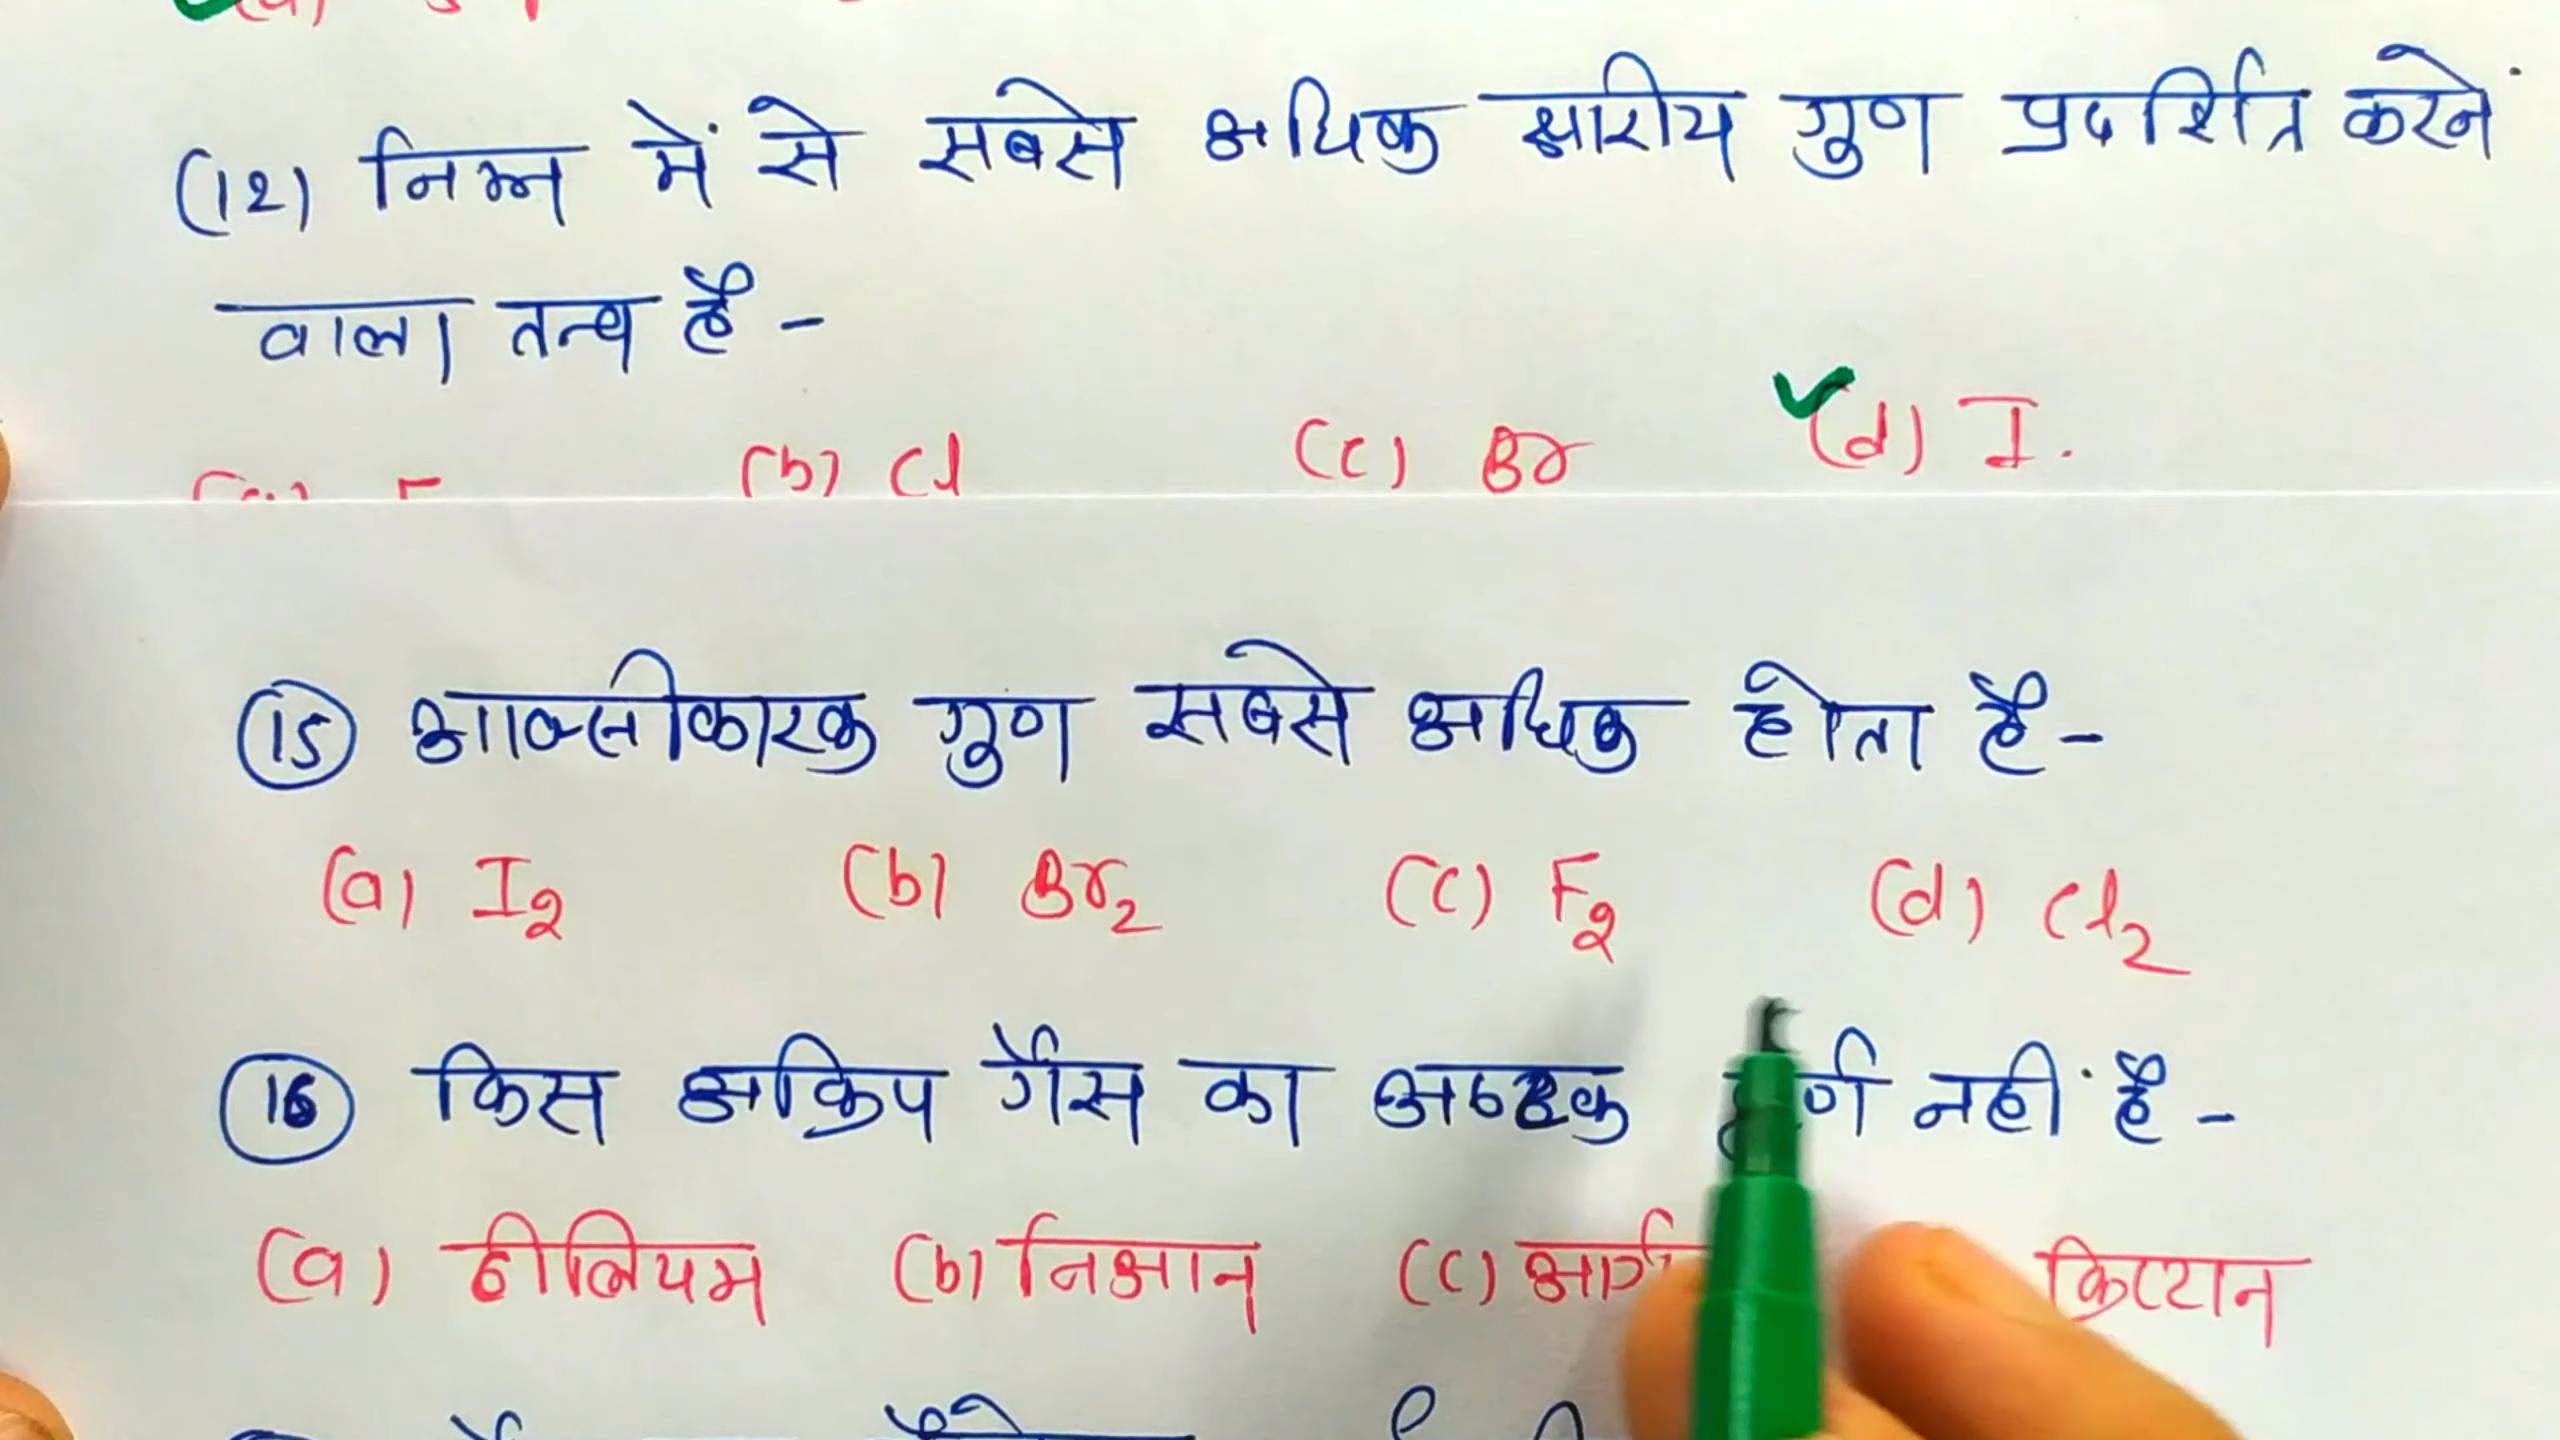 (12) निम्न में से सबसे अधिक क्षारीय गुण प्रदर्शित करनें
वाला तत्व है -
(b) Cl (c) Br (d) I.
(15) आक्सीकारक गुण सबसे अधिक होता है -
(a) I2 (b) Br2 (c) F2 (d) Cl2
(16) किस अक्रिय गैस का अष्टक नहीं है -
(a) हीलियम (b) निआन (c) क्रिप्टान